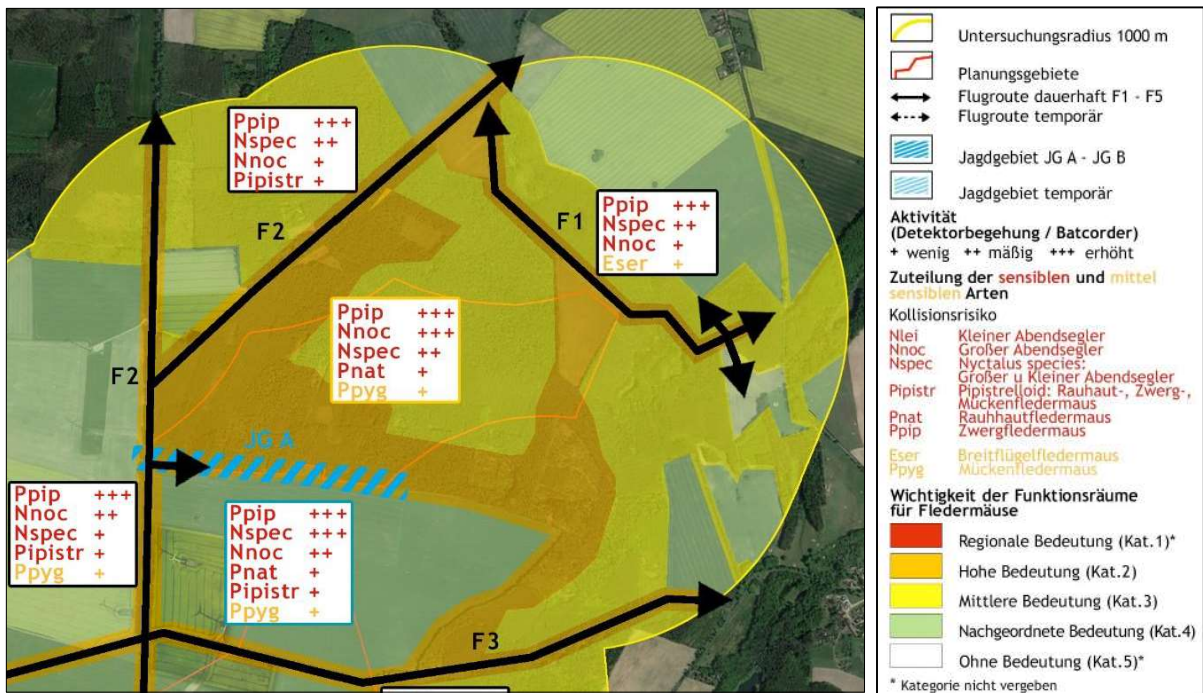 Ppip +++
Nspec ++
Nnoc +
Pipistr +
F2
F1
Ppip +++
Nspec ++
Nnoc +
Eser +
Ppip +++
Nnoc +++
Nspec ++
Pnat +
Ppyg +
F2
JG A
Ppip +++
Nnoc ++
Nspec +
Pipistr +
Ppyg +
Ppip +++
Nspec +++
Nnoc ++
Pnat +
Pipistr +
Ppyg +
F3
Untersuchungsradius 1000 m
Planungsgebiete
Flugroute dauerhaft F1 - F5
Flugroute temporär
Jagdgebiet JG A - JG B
Jagdgebiet temporär
Aktivität
(Detektorbegehung / Batcorder)
+ wenig ++ mäßig +++ erhöht
Zuteilung der sensiblen und mittel
sensiblen Arten
Kollisionsrisiko
Nlei Kleiner Abendsegler
Nnoc Großer Abendsegler
Nspec Nyctalus species:
Großer u Kleiner Abendsegler
Pipistr Pipistrelloid: Rauhaut-, Zwerg-,
Mückenfledermaus
Pnat Rauhhautfledermaus
Ppip Zwergfledermaus
Eser Breitflügelfledermaus
Ppyg Mückenfledermaus
Wichtigkeit der Funktionsräume
für Fledermäuse
Regionale Bedeutung (Kat.1)*
Hohe Bedeutung (Kat.2)
Mittlere Bedeutung (Kat.3)
Nachgeordnete Bedeutung (Kat.4)
Ohne Bedeutung (Kat.5)*
* Kategorie nicht vergeben